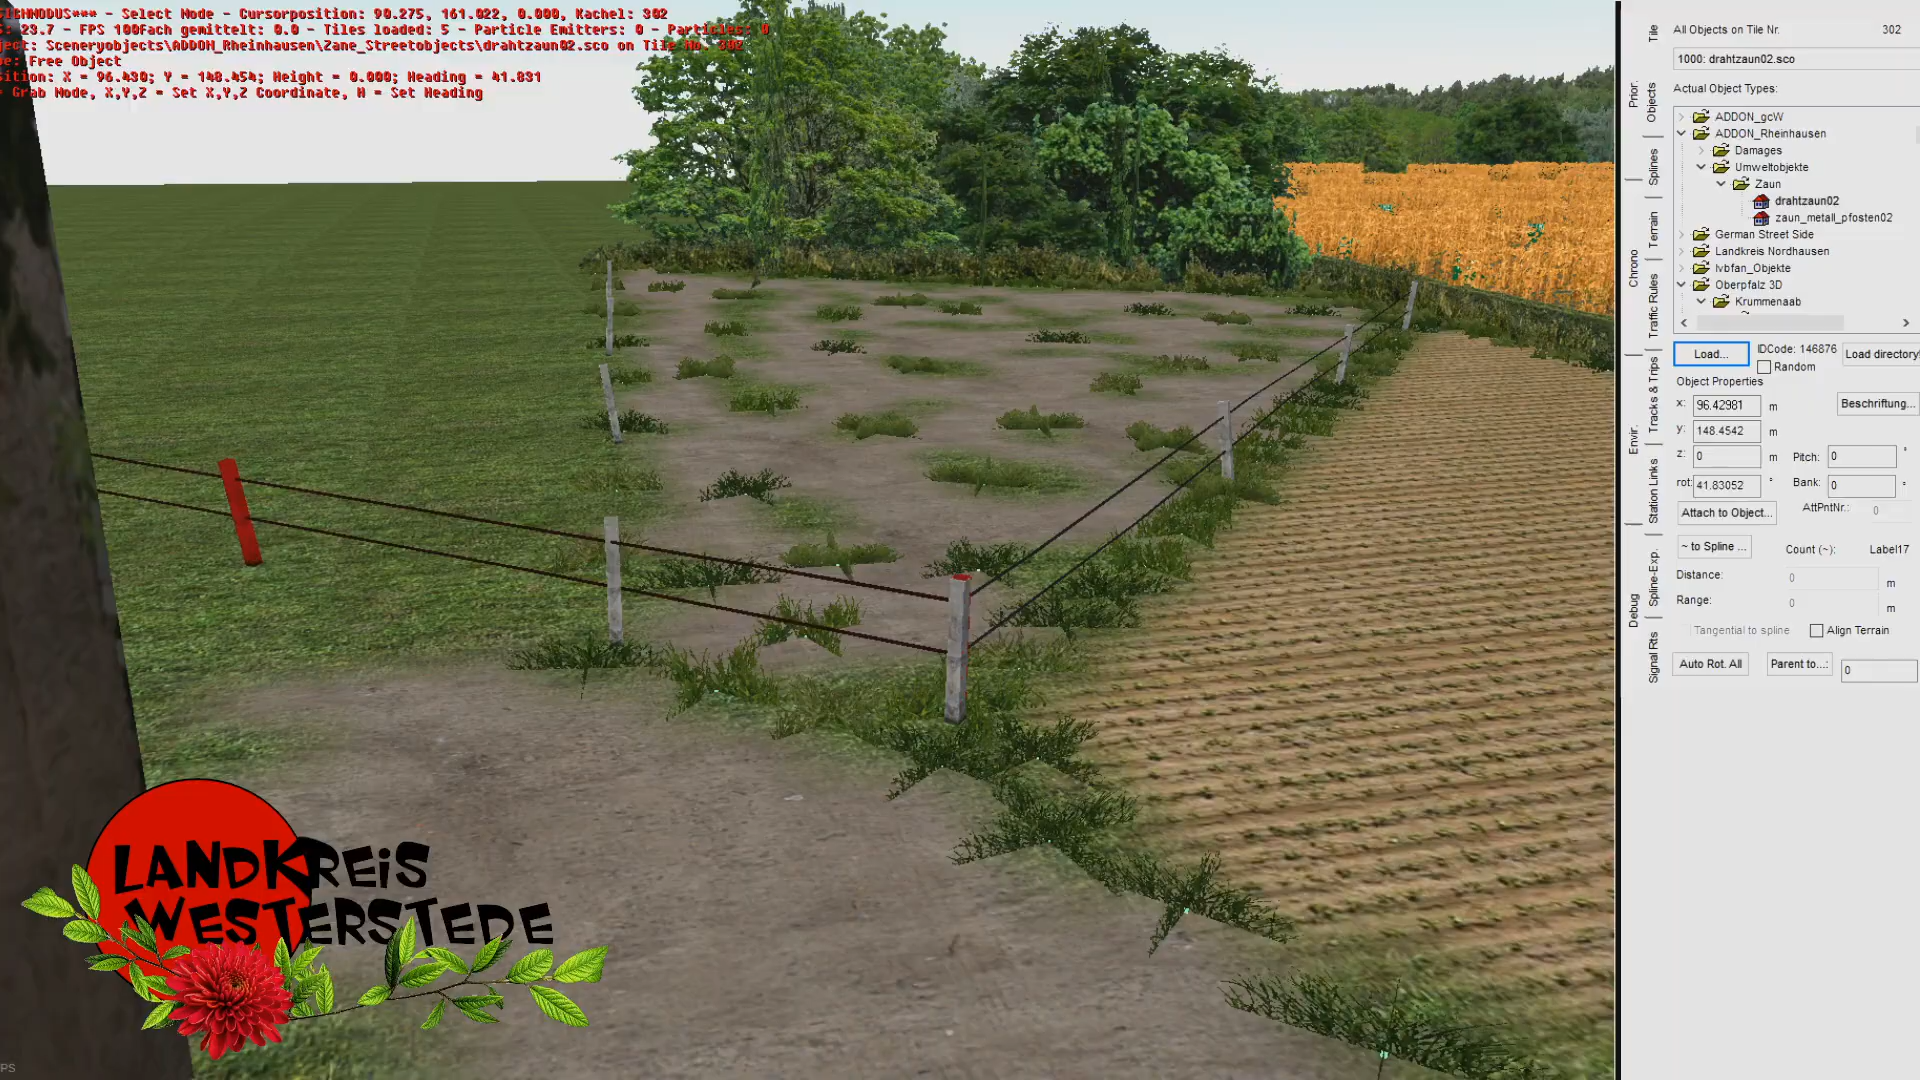 SICHMODUS*** - Select Mode - Cursorposition: 90.275, 161.022, 0.000, Kachel: 302
: 23.7 - FPS 100Fach gemittelt: 0.0 - Tiles loaded: 5 - Particle Emitters: 0 - Particles: 0
ject: Sceneryobjects\ADDON_Rheinhausen\Zane_Streetobjects\drahtzaun02.sco on Tile No. 302
pe: Free Object
sition: X = 96.430; Y = 148.454; Height = 0.000; Heading = 41.831
= Grab Mode, X,Y,Z = Set X,Y,Z Coordinate, H = Set Heading
LANDKREiS
WESTERSTEDE
PS
Tile
Objects
Splines
Terrain
Traffic Rules
Tracks & Trips
Station Links
Spline-Exp.
Signal Rts
Prior.
Chrono
Envir.
Debug
All Objects on Tile Nr. 302
1000: drahtzaun02.sco
Actual Object Types:
ADDON_gcW
ADDON_Rheinhausen
Damages
Umweltobjekte
Zaun
drahtzaun02
zaun_metall_pfosten02
German Street Side
Landkreis Nordhausen
lvbfan_Objekte
Oberpfalz 3D
Krummenaab
Load... IDCode: 146876 Load directory!
Random
Object Properties
x: 96.42981 m Beschriftung...
y: 148.4542 m
z: 0 m Pitch: 0 °
rot: 41.83052 ° Bank: 0 °
Attach to Object... AttPntNr.: 0
~ to Spline ... Count (~): Label17
Distance: 0 m
Range: 0 m
Tangential to spline Align Terrain
Auto Rot. All Parent to...: 0